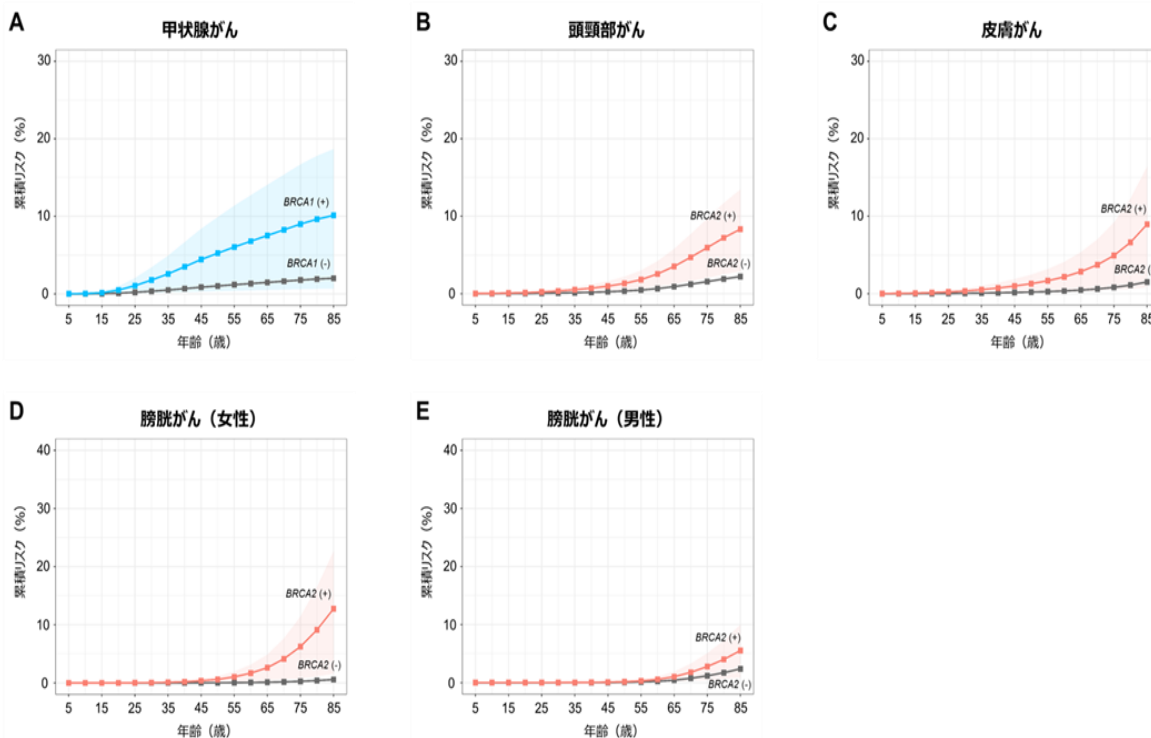 A 甲状腺がん
30
20
10
0
累積リスク（%）
BRCA1 (+)
BRCA1 (-)
5 15 25 35 45 55 65 75 85
年齢（歳）
B 頭頸部がん
30
20
10
0
累積リスク（%）
BRCA2 (+)
BRCA2 (-)
5 15 25 35 45 55 65 75 85
年齢（歳）
C 皮膚がん
30
20
10
0
累積リスク（%）
BRCA2 (+)
BRCA2 (
5 15 25 35 45 55 65 75 85
年齢（歳）
D 膀胱がん（女性）
40
30
20
10
0
累積リスク（%）
BRCA2 (+)
BRCA2 (-)
5 15 25 35 45 55 65 75 85
年齢（歳）
E 膀胱がん（男性）
40
30
20
10
0
累積リスク（%）
BRCA2 (+)
BRCA2 (-)
5 15 25 35 45 55 65 75 85
年齢（歳）